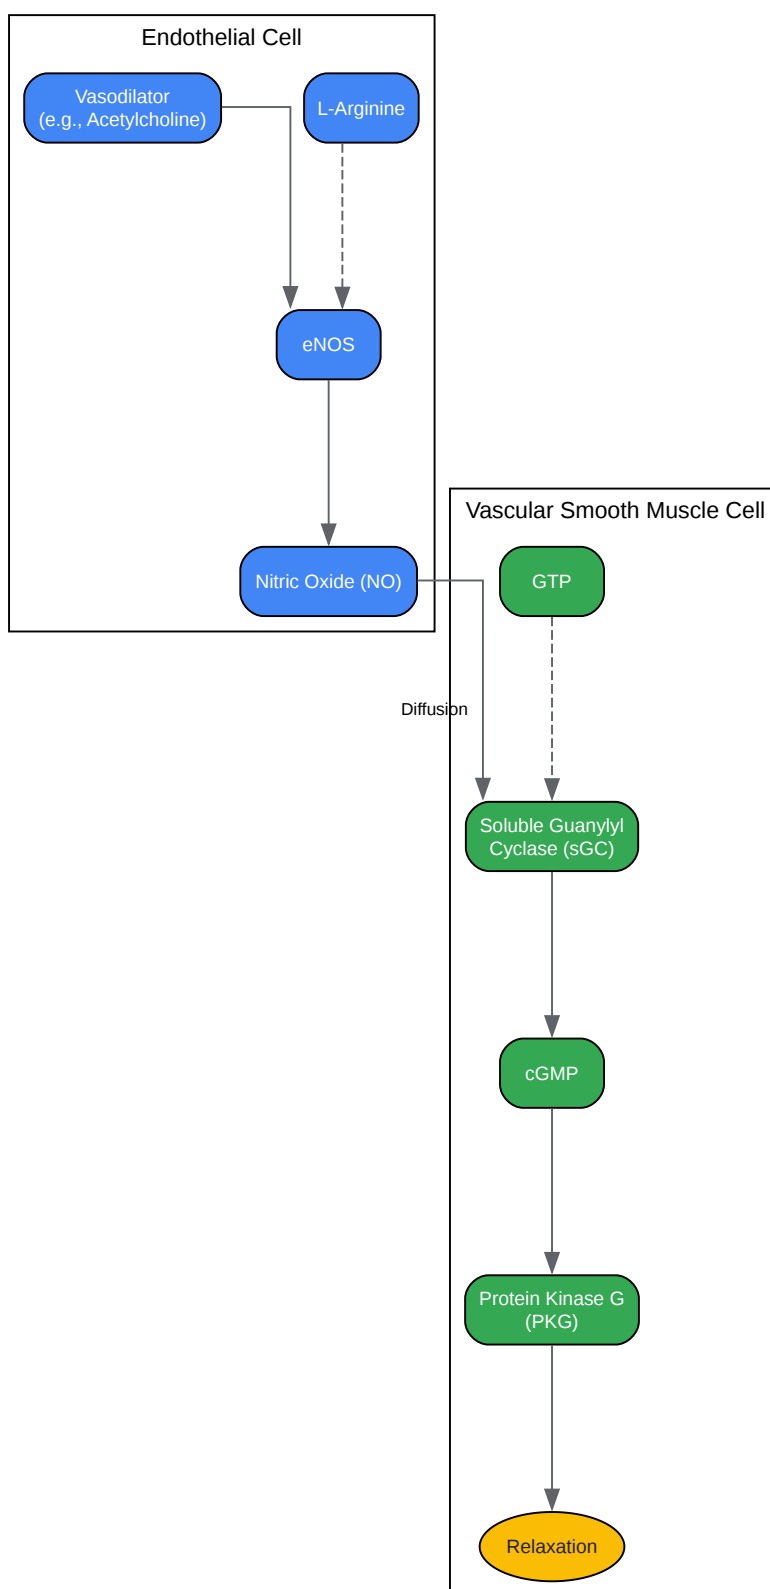 Endothelial Cell
Vasodilator
(e.g., Acetylcholine)
L-Arginine
eNOS
Nitric Oxide (NO)
Vascular Smooth Muscle Cell
GTP
Diffusion
Soluble Guanylyl
Cyclase (sGC)
cGMP
Protein Kinase G
(PKG)
Relaxation